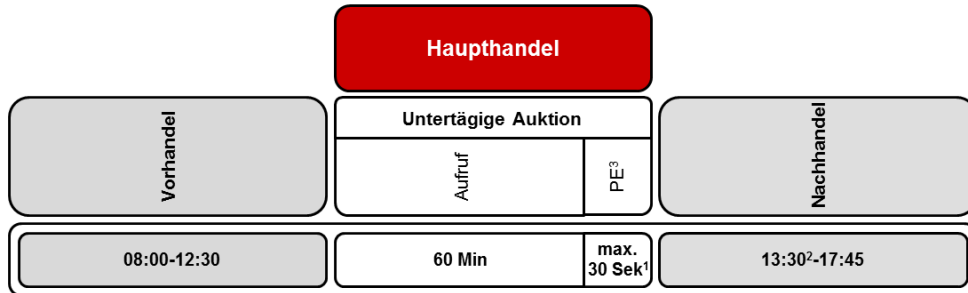 Haupthandel
Vorhandel
Untertägige Auktion
Aufruf
PE³
Nachhandel
08:00-12:30
60 Min
max.
30 Sek¹
13:30²-17:45